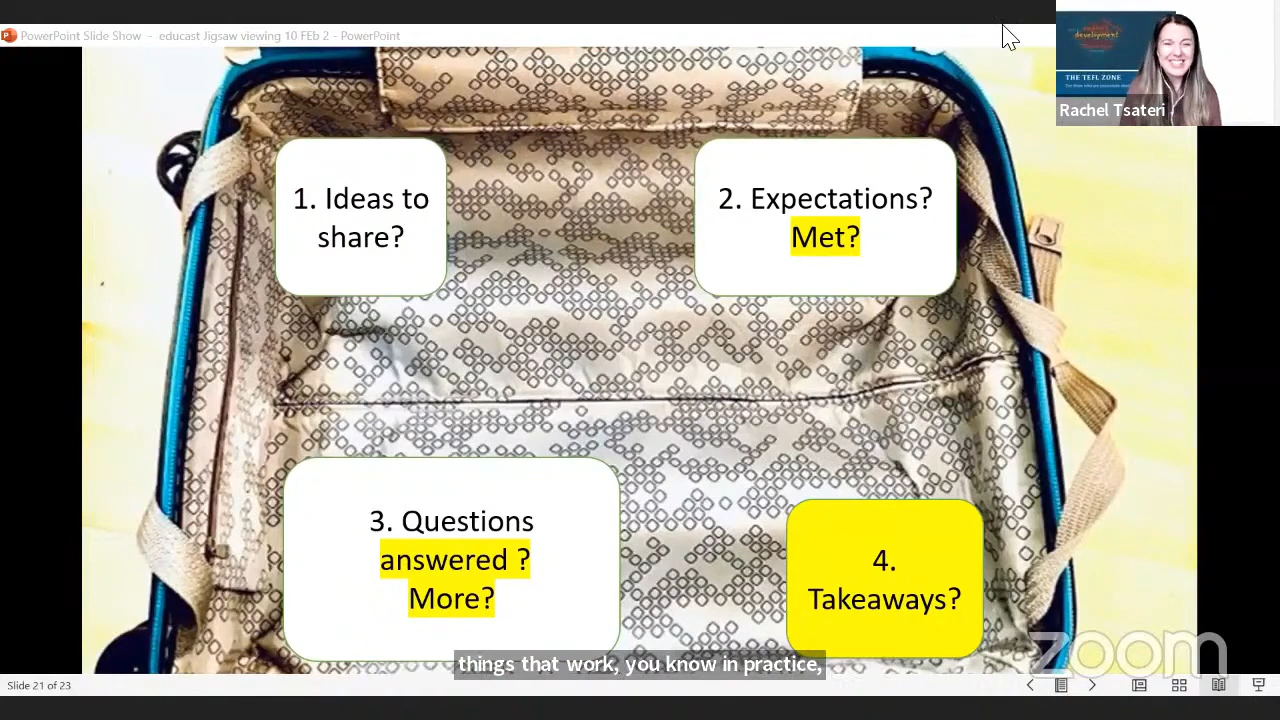 PowerPoint Slide Show - educast Jigsaw viewing 10 FEb 2 - PowerPoint
development
THE TEFL ZONE
Rachel Tsateri
1. Ideas to
share?
2. Expectations?
Met?
3. Questions
answered ?
More?
4.
Takeaways?
things that work, you know in practice,
zoom
Slide 21 of 23